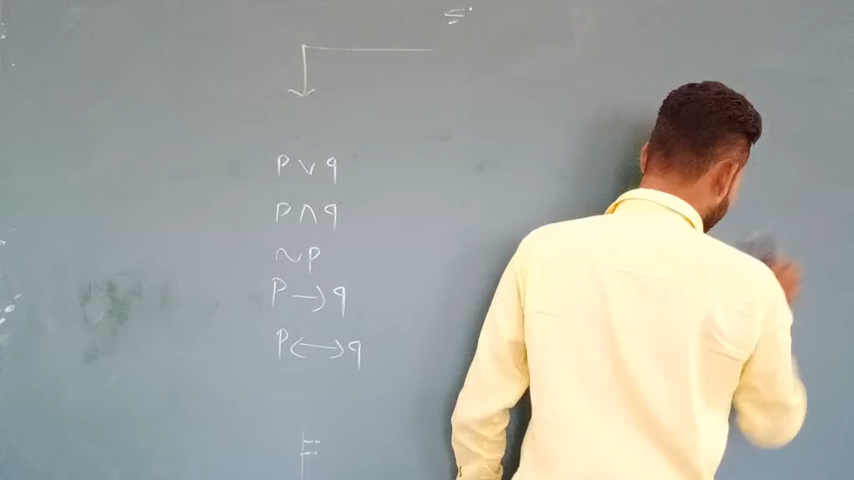 p ∨ q
p ∧ q
~p
p → q
p ↔ q